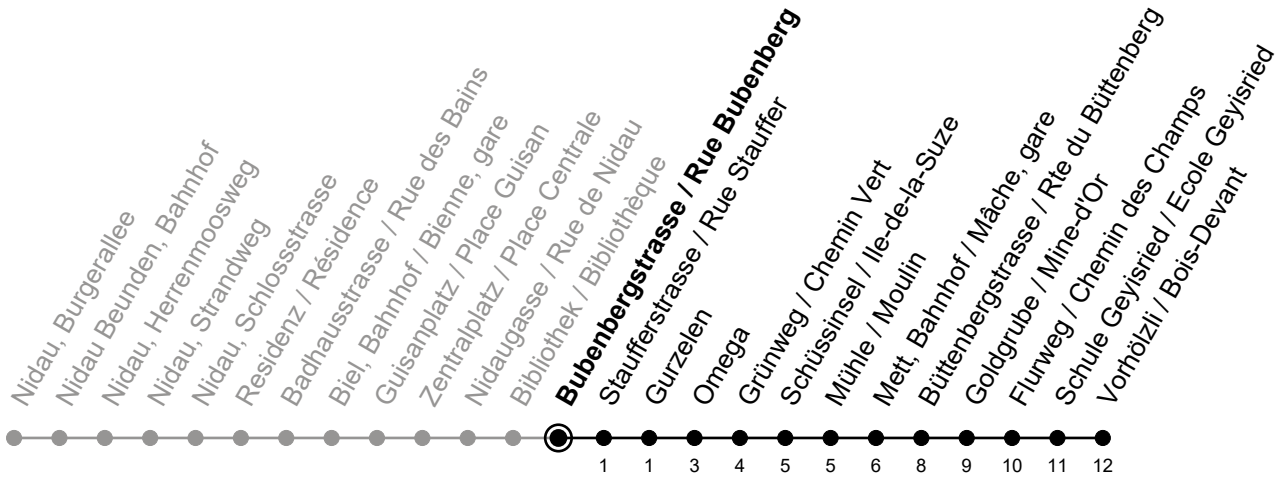 Nidau, Burgerallee
Nidau Beunden, Bahnhof
Nidau, Herrenmoosweg
Nidau, Strandweg
Nidau, Schlossstrasse
Residenz / Résidence
Badhausstrasse / Rue des Bains
Biel, Bahnhof / Bienne, gare
Guisanplatz / Place Guisan
Zentralplatz / Place Centrale
Nidaugasse / Rue de Nidau
Bibliothek / Bibliothèque
Bubenbergstrasse / Rue Bubenberg
Staufferstrasse / Rue Stauffer
Gurzelen
Omega
Grünweg / Chemin Vert
Schüssinsel / Ile-de-la-Suze
Mühle / Moulin
Mett, Bahnhof / Mâche, gare
Büttenbergstrasse / Rte du Büttenberg
Goldgrube / Mine-d'Or
Flurweg / Chemin des Champs
Schule Geyisried / Ecole Geyisried
Vorhölzli / Bois-Devant
1 1 3 4 5 5 6 8 9 10 11 12